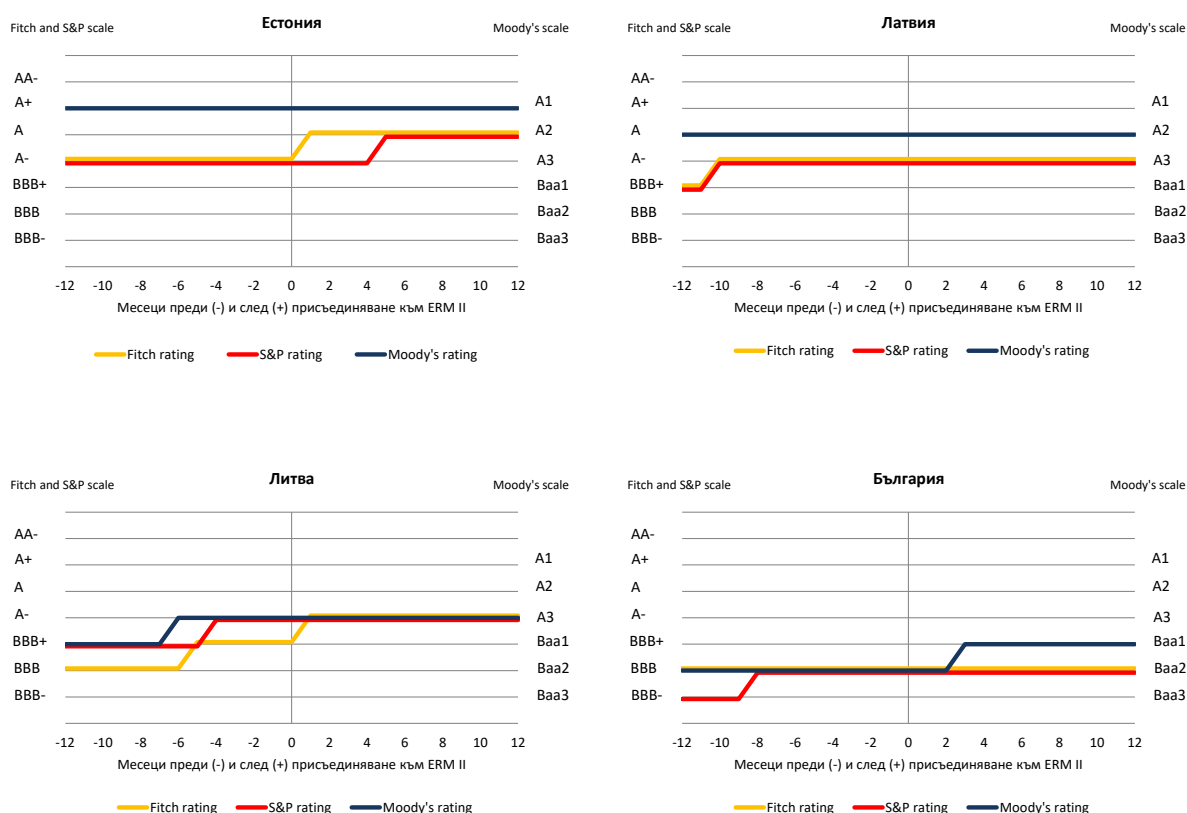 Естония
Fitch and S&P scale
Moody's scale
AA-
A+
A
A-
BBB+
BBB
BBB-
A1
A2
A3
Baa1
Baa2
Baa3
-12 -10 -8 -6 -4 -2 0 2 4 6 8 10 12
Месеци преди (-) и след (+) присъединяване към ERM II
Fitch rating S&P rating Moody's rating
Латвия
Fitch and S&P scale
Moody's scale
AA-
A+
A
A-
BBB+
BBB
BBB-
A1
A2
A3
Baa1
Baa2
Baa3
-12 -10 -8 -6 -4 -2 0 2 4 6 8 10 12
Месеци преди (-) и след (+) присъединяване към ERM II
Fitch rating S&P rating Moody's rating
Литва
Fitch and S&P scale
Moody's scale
AA-
A+
A
A-
BBB+
BBB
BBB-
A1
A2
A3
Baa1
Baa2
Baa3
-12 -10 -8 -6 -4 -2 0 2 4 6 8 10 12
Месеци преди (-) и след (+) присъединяване към ERM II
Fitch rating S&P rating Moody's rating
България
Fitch and S&P scale
Moody's scale
AA-
A+
A
A-
BBB+
BBB
BBB-
A1
A2
A3
Baa1
Baa2
Baa3
-12 -10 -8 -6 -4 -2 0 2 4 6 8 10 12
Месеци преди (-) и след (+) присъединяване към ERM II
Fitch rating S&P rating Moody's rating